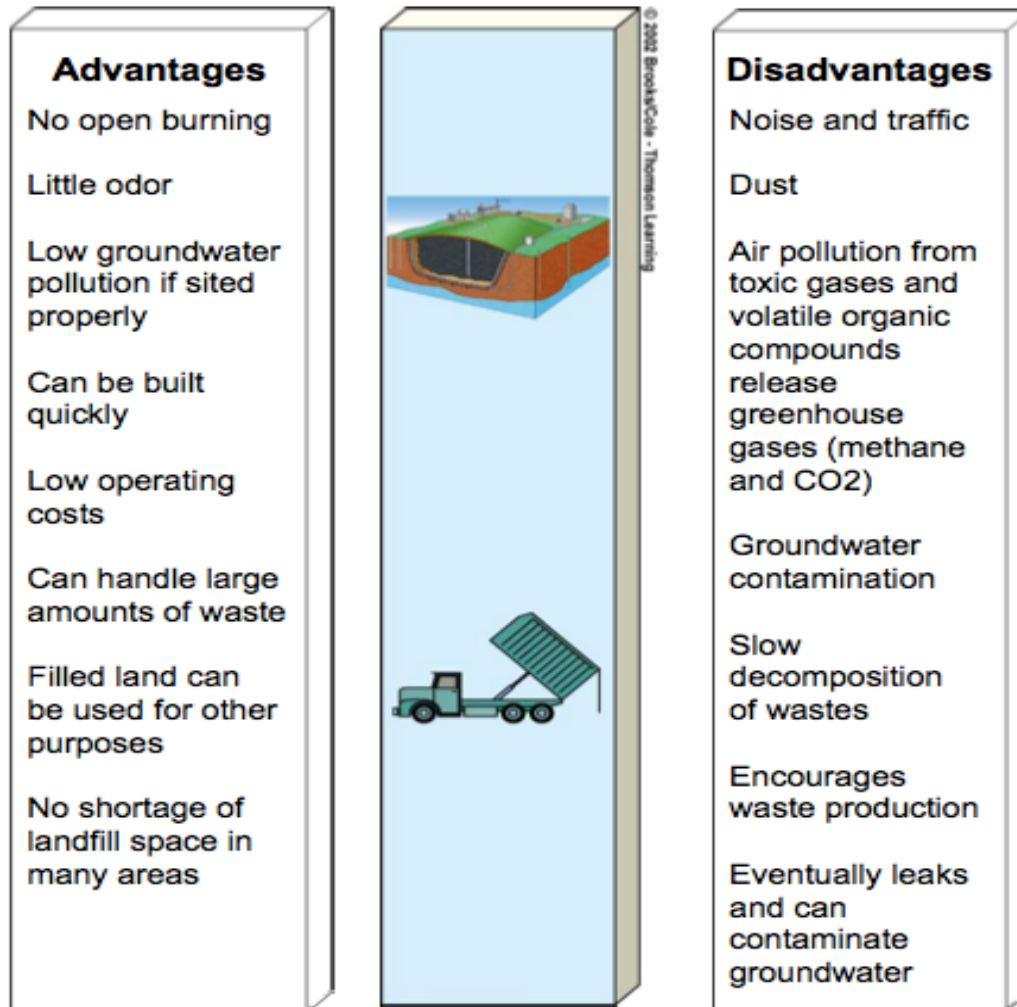 Advantages
No open burning
Little odor
Low groundwater
pollution if sited
properly
Can be built
quickly
Low operating
costs
Can handle large
amounts of waste
Filled land can
be used for other
purposes
No shortage of
landfill space in
many areas
© 2002 Brooks/Cole - Thomson Learning
Disadvantages
Noise and traffic
Dust
Air pollution from
toxic gases and
volatile organic
compounds
release
greenhouse
gases (methane
and CO2)
Groundwater
contamination
Slow
decomposition
of wastes
Encourages
waste production
Eventually leaks
and can
contaminate
groundwater